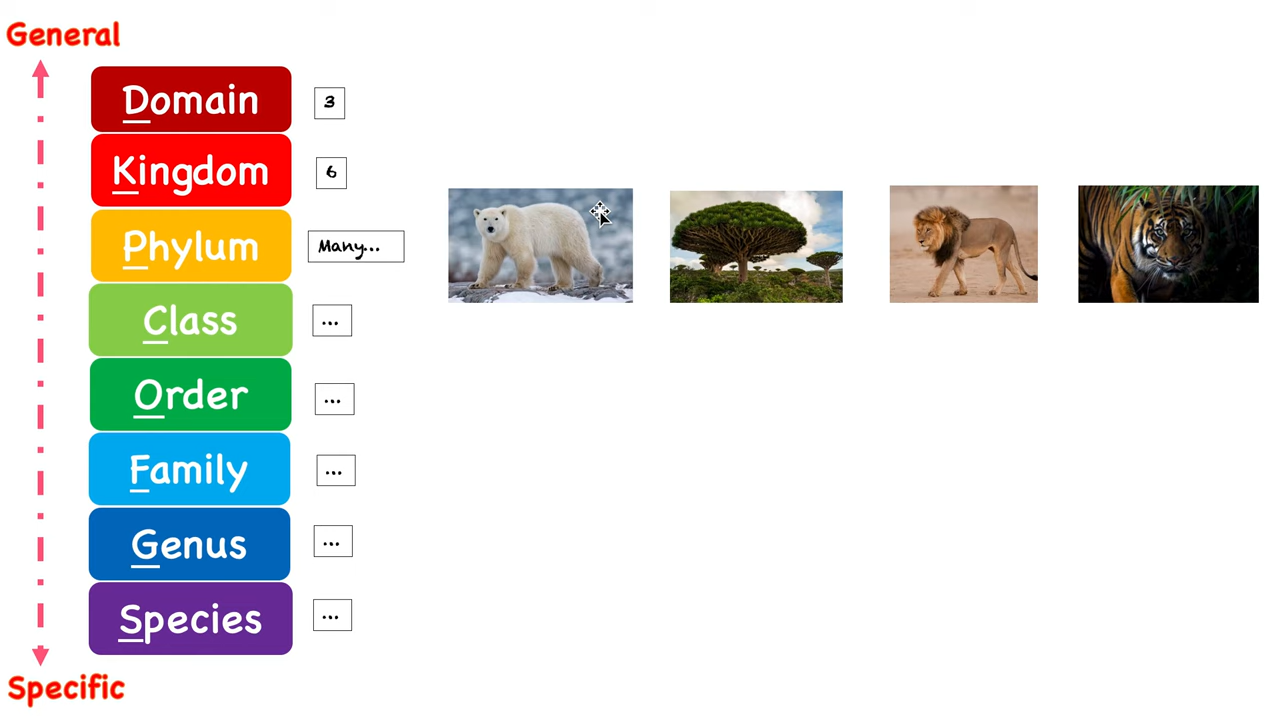 General
Domain
3
Kingdom
6
Phylum
Many...
Class
...
Order
...
Family
...
Genus
...
Species
...
Specific